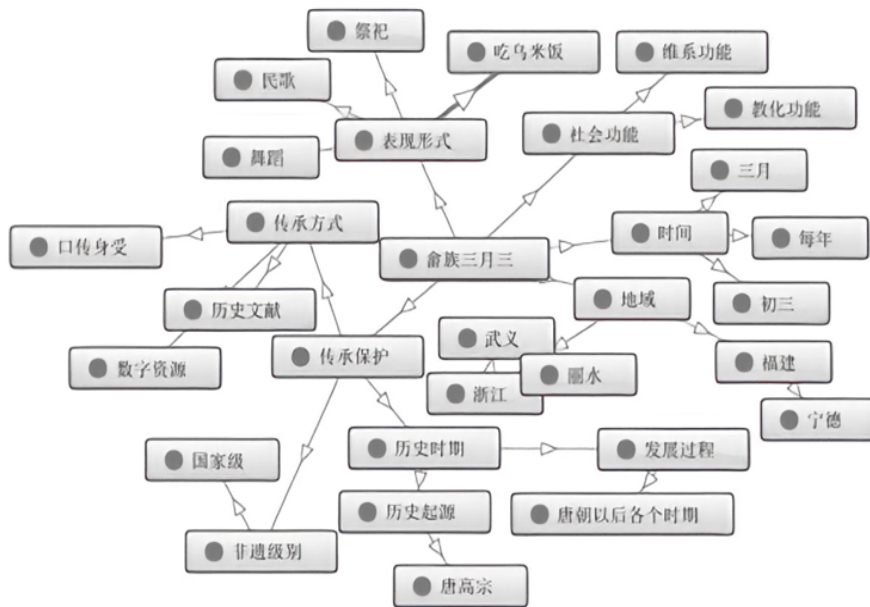 祭祀
吃乌米饭
维系功能
民歌
教化功能
表现形式
社会功能
舞蹈
三月
传承方式
口传身受
时间
每年
畲族三月三
历史文献
地域
初三
武义
传承保护
数字资源
浙江
丽水
福建
宁德
国家级
历史时期
发展过程
历史起源
唐朝以后各个时期
非遗级别
唐高宗